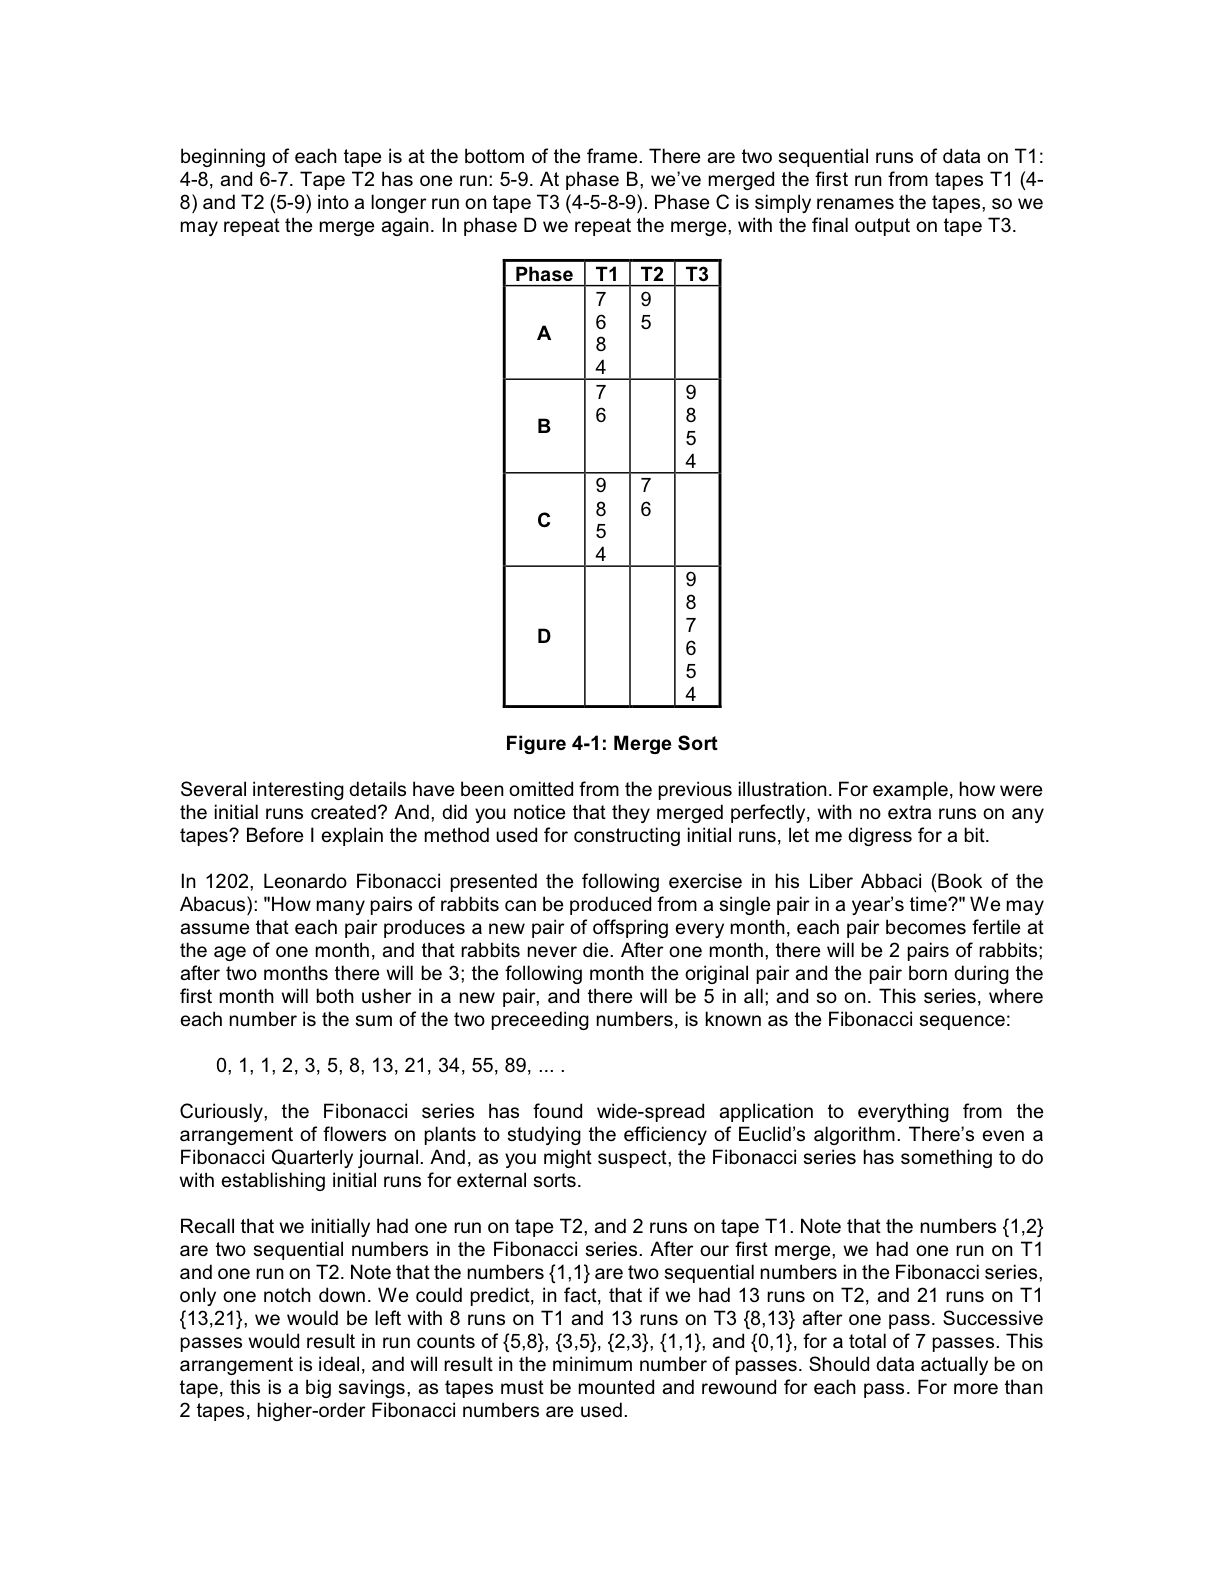 beginning of each tape is at the bottom of the frame. There are two sequential runs of data on T1:
4-8, and 6-7. Tape T2 has one run: 5-9. At phase B, we've merged the first run from tapes T1 (4-
8) and T2 (5-9) into a longer run on tape T3 (4-5-8-9). Phase C is simply renames the tapes, so we
may repeat the merge again. In phase D we repeat the merge, with the final output on tape T3.
Phase T1 T2 T3
7 9
6 5
A
8
4
7 9
6 8
B
5
4
9 7
8 6
C
5
4
9
8
7
D
6
5
4
Figure 4-1: Merge Sort
Several interesting details have been omitted from the previous illustration. For example, how were
the initial runs created? And, did you notice that they merged perfectly, with no extra runs on any
tapes? Before I explain the method used for constructing initial runs, let me digress for a bit.
In 1202, Leonardo Fibonacci presented the following exercise in his Liber Abbaci (Book of the
Abacus): "How many pairs of rabbits can be produced from a single pair in a year's time?" We may
assume that each pair produces a new pair of offspring every month, each pair becomes fertile at
the age of one month, and that rabbits never die. After one month, there will be 2 pairs of rabbits;
after two months there will be 3; the following month the original pair and the pair born during the
first month will both usher in a new pair, and there will be 5 in all; and so on. This series, where
each number is the sum of the two preceeding numbers, is known as the Fibonacci sequence:
0, 1, 1, 2, 3, 5, 8, 13, 21, 34, 55, 89, ... .
Curiously, the Fibonacci series has found wide-spread application to everything from the
arrangement of flowers on plants to studying the efficiency of Euclid's algorithm. There's even a
Fibonacci Quarterly journal. And, as you might suspect, the Fibonacci series has something to do
with establishing initial runs for external sorts.
Recall that we initially had one run on tape T2, and 2 runs on tape T1. Note that the numbers {1,2}
are two sequential numbers in the Fibonacci series. After our first merge, we had one run on T1
and one run on T2. Note that the numbers {1,1} are two sequential numbers in the Fibonacci series,
only one notch down. We could predict, in fact, that if we had 13 runs on T2, and 21 runs on T1
{13,21}, we would be left with 8 runs on T1 and 13 runs on T3 {8,13} after one pass. Successive
passes would result in run counts of {5,8}, {3,5}, {2,3}, {1,1}, and {0,1}, for a total of 7 passes. This
arrangement is ideal, and will result in the minimum number of passes. Should data actually be on
tape, this is a big savings, as tapes must be mounted and rewound for each pass. For more than
2 tapes, higher-order Fibonacci numbers are used.